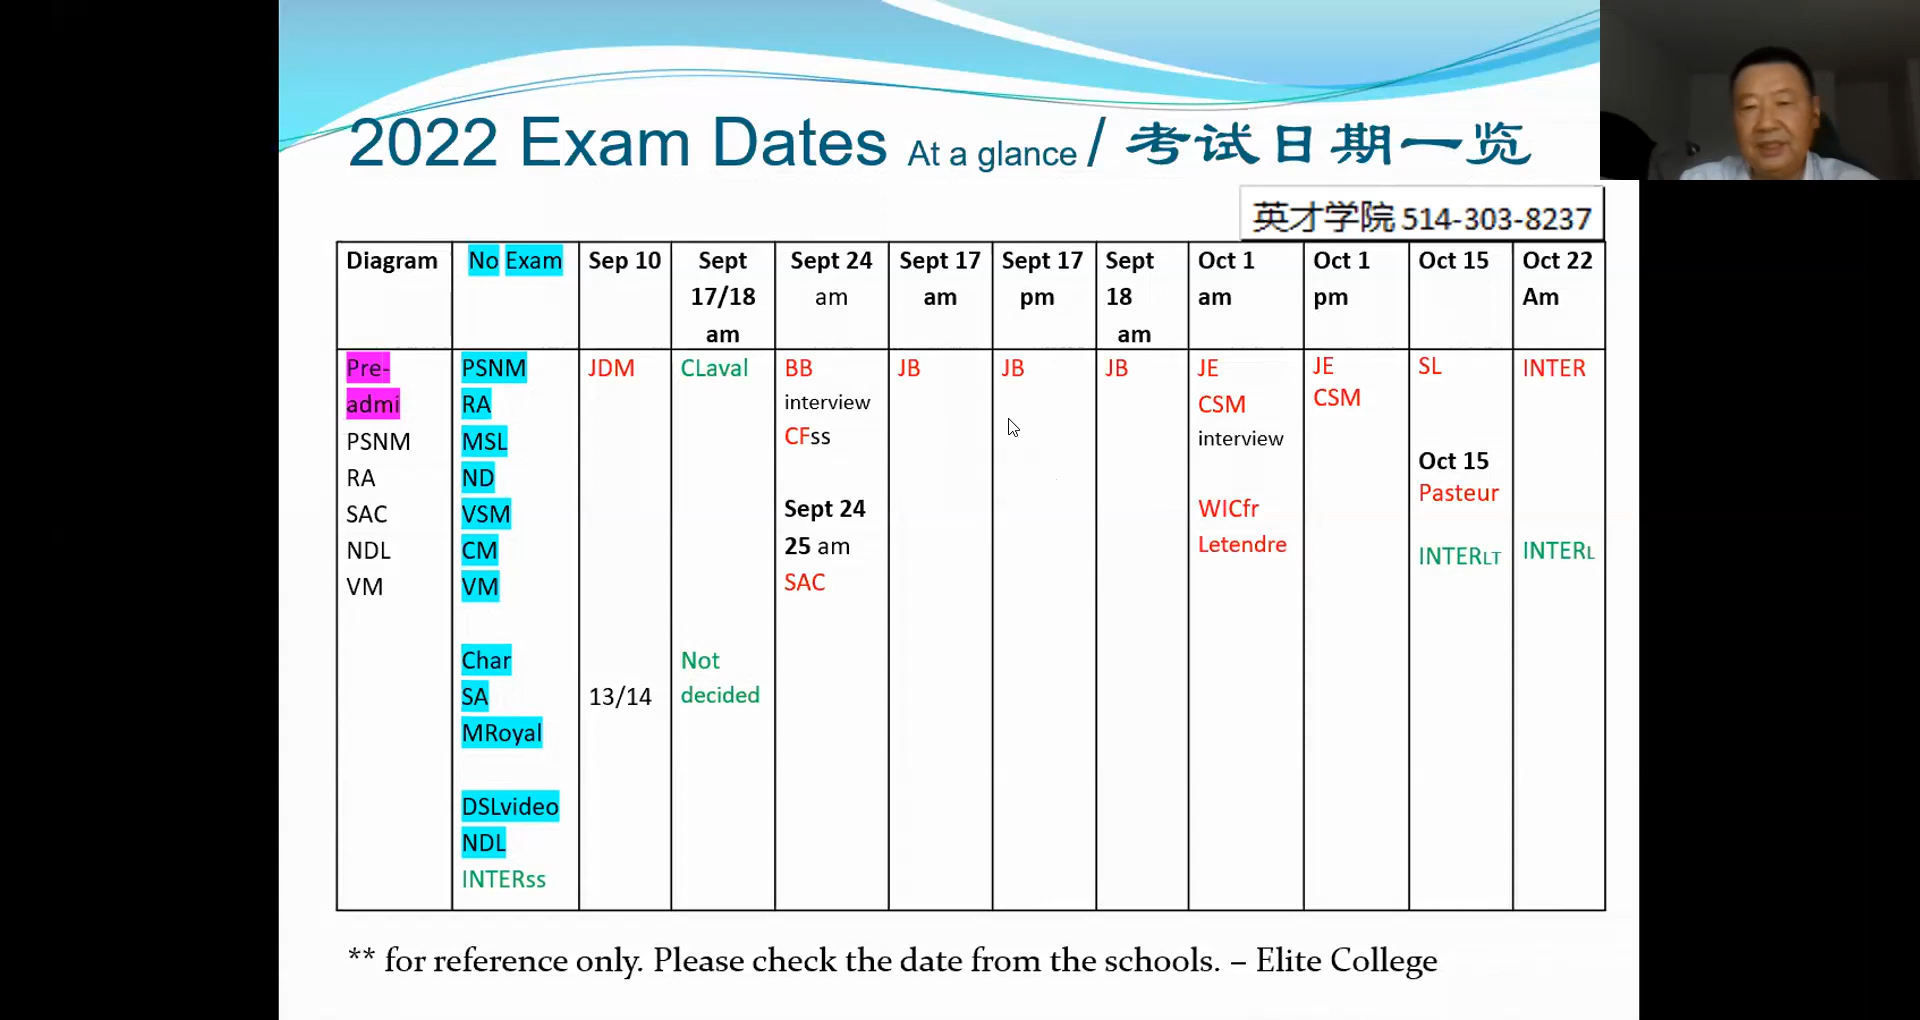 2022 Exam Dates At a glance / 考试日期一览
英才学院 514-303-8237
Diagram
No Exam
Sep 10
Sept
17/18
am
Sept 24
am
Sept 17
am
Sept 17
pm
Sept
18
am
Oct 1
am
Oct 1
pm
Oct 15
Oct 22
Am
Pre-
admi
PSNM
RA
SAC
NDL
VM
PSNM
RA
MSL
ND
VSM
CM
VM
Char
SA
MRoyal
DSLvideo
NDL
INTERss
JDM
13/14
CLaval
Not
decided
BB
interview
CFss
Sept 24
25 am
SAC
JB
JB
JB
JE
CSM
interview
WICfr
Letendre
JE
CSM
SL
Oct 15
Pasteur
INTERLT
INTER
INTERL
** for reference only. Please check the date from the schools. – Elite College